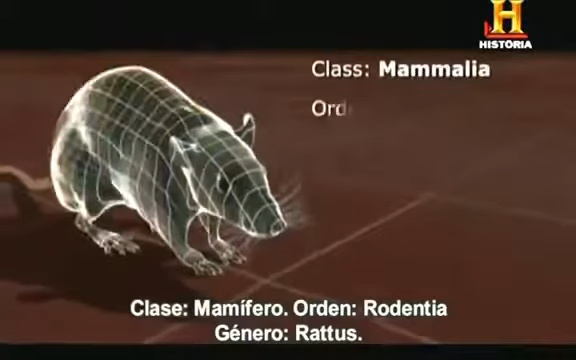 H
HISTORIA
Class: Mammalia
Ord
Clase: Mamífero. Orden: Rodentia
Género: Rattus.